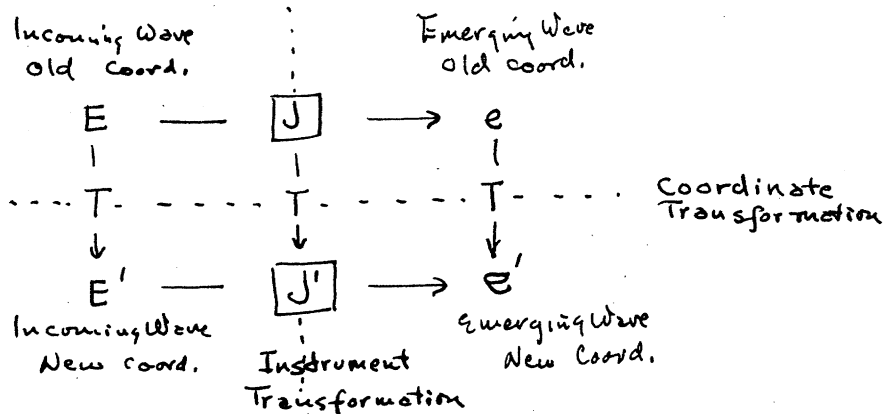 Incoming Wave
Old Coord.
Emerging Wave
Old coord.
E J e
T T T
Coordinate
Transformation
E' J' e'
Incoming Wave
New coord.
Emerging Wave
New Coord.
Instrument
Transformation